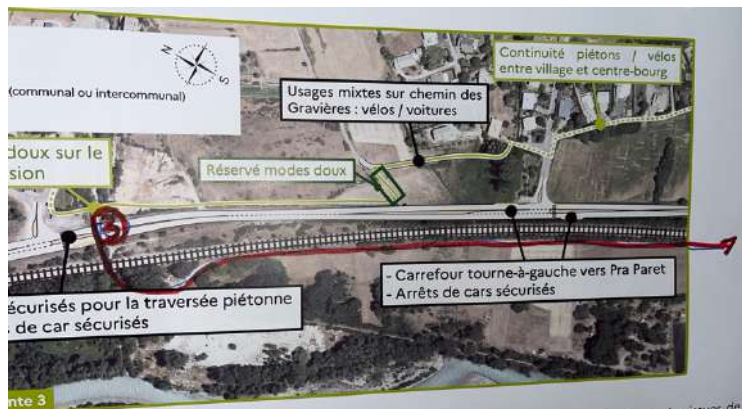 N
S
(communal ou intercommunal)
Continuité piétons / vélos
entre village et centre-bourg
Usages mixtes sur chemin des
Gravières : vélos / voitures
doux sur le
sion
Réservé modes doux
3
- Carrefour tourne-à-gauche vers Pra Paret
- Arrêts de cars sécurisés
écurisés pour la traversée piétonne
de car sécurisés
nte 3